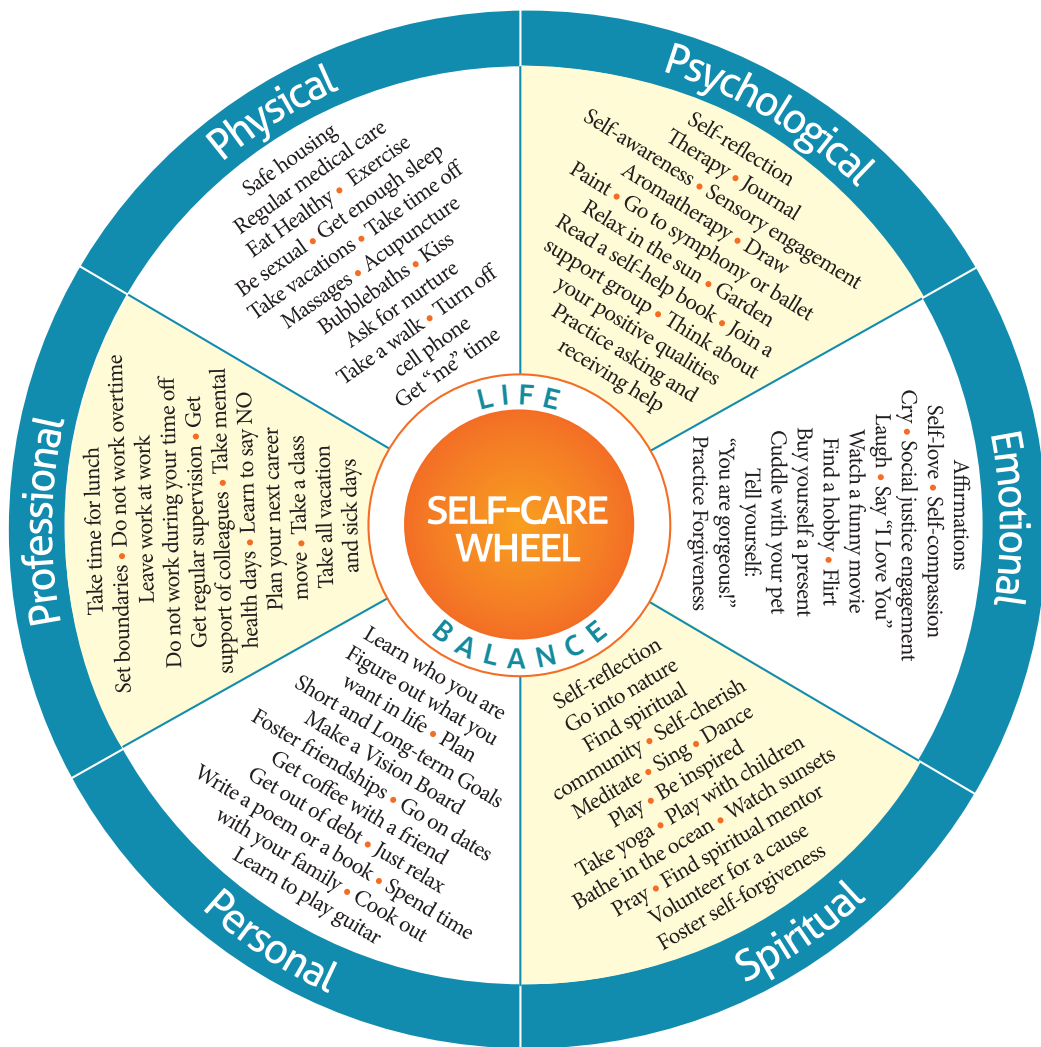 Physical
Safe housing
Regular medical care
Eat Healthy • Exercise
Be sexual • Get enough sleep
Take vacations • Take time off
Massages • Acupuncture
Bubblebaths • Kiss
Ask for nurture
Take a walk • Turn off
cell phone
Get “me” time
Psychological
Self-reflection
Therapy • Journal
Self-awareness • Sensory engagement
Aromatherapy • Draw
Paint • Go to symphony or ballet
Relax in the sun • Garden
Read a self-help book • Join a
support group • Think about
your positive qualities
Practice asking and
receiving help
Emotional
Affirmations
Self-love • Self-compassion
Cry • Social justice engagement
Laugh • Say “I Love You”
Watch a funny movie
Find a hobby • Flirt
Buy yourself a present
Cuddle with your pet
Tell yourself:
“You are gorgeous!”
Practice Forgiveness
Spiritual
Self-reflection
Go into nature
Find spiritual
community • Self-cherish
Meditate • Sing • Dance
Play • Be inspired
Take yoga • Play with children
Bathe in the ocean • Watch sunsets
Pray • Find spiritual mentor
Volunteer for a cause
Foster self-forgiveness
Personal
Learn who you are
Figure out what you
want in life • Plan
Short and Long-term Goals
Make a Vision Board
Foster friendships • Go on dates
Get coffee with a friend
Get out of debt • Just relax
Write a poem or a book • Spend time
with your family • Cook out
Learn to play guitar
Professional
Take time for lunch
Set boundaries • Do not work overtime
Leave work at work
Do not work during your time off
Get regular supervision • Get
support of colleagues • Take mental
health days • Learn to say NO
Plan your next career
move • Take a class
Take all vacation
and sick days
LIFE
SELF-CARE
WHEEL
BALANCE